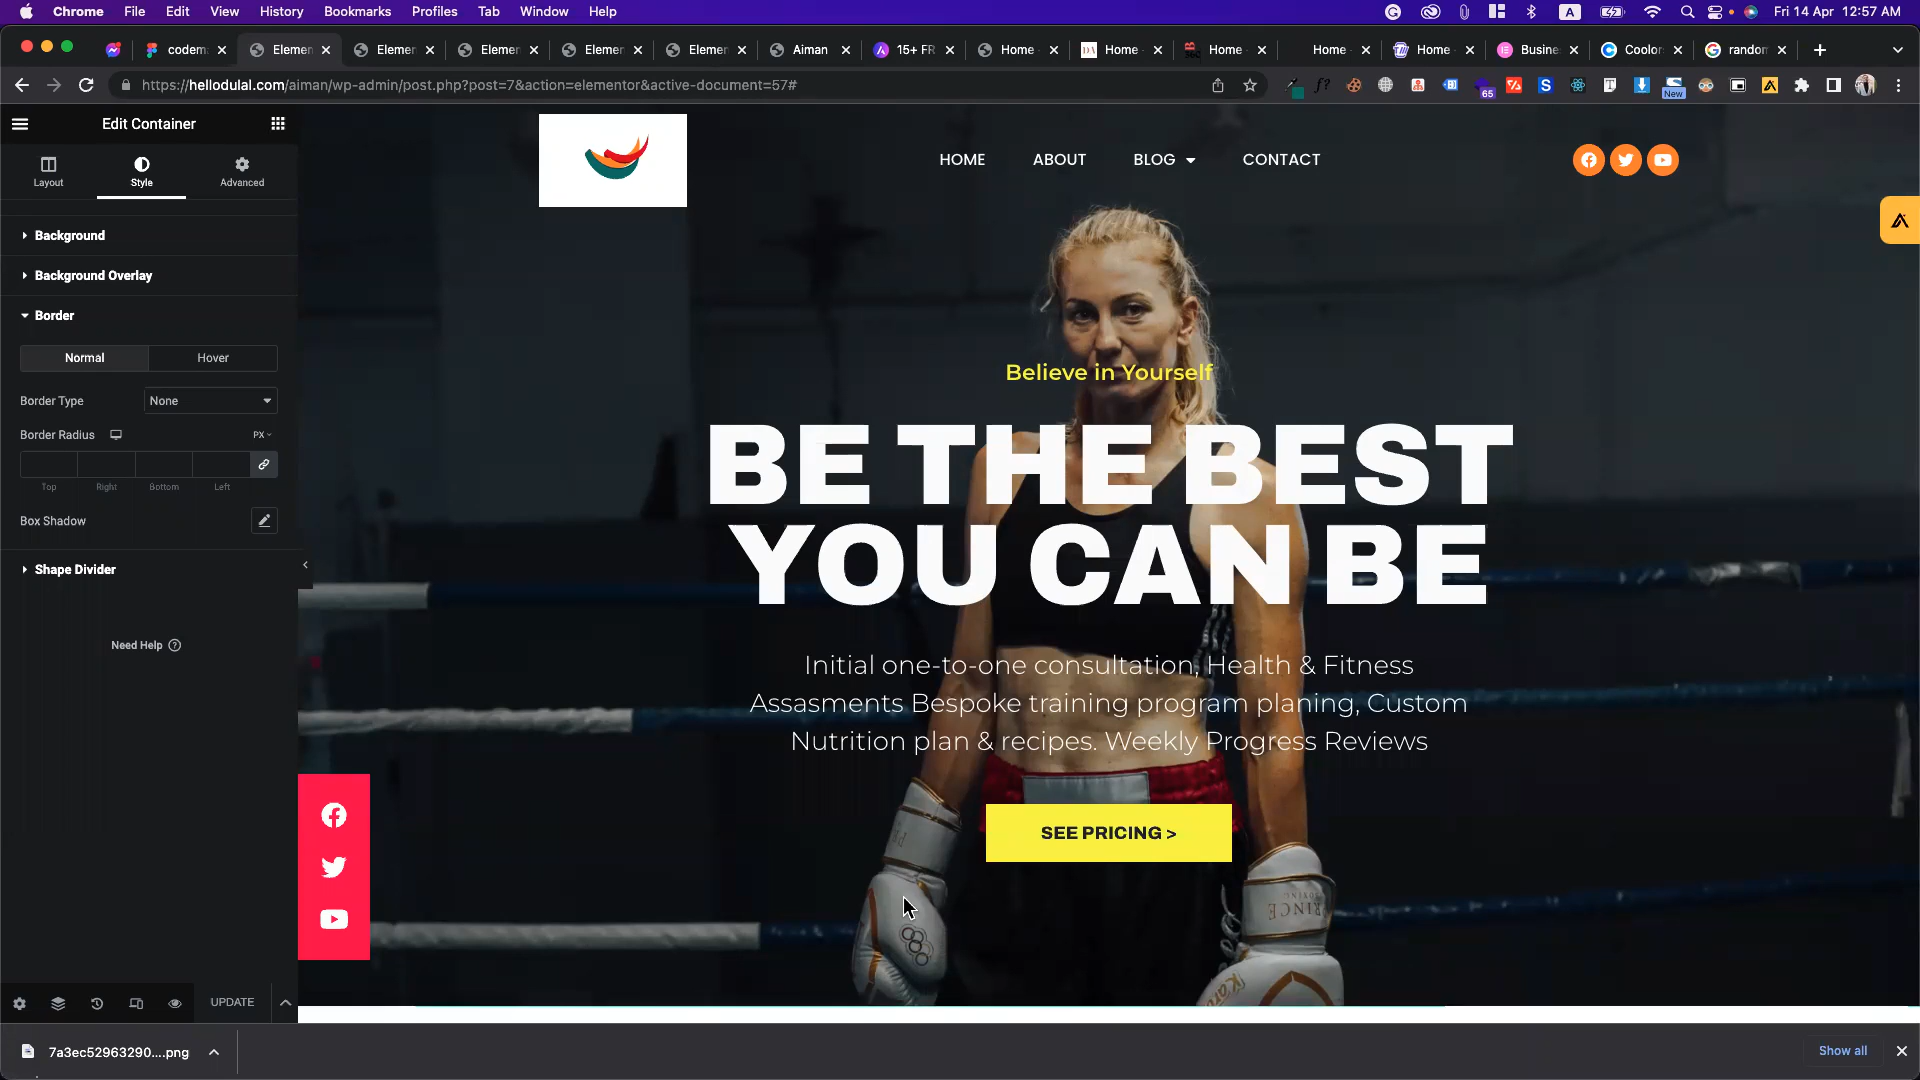 Chrome File Edit View History Bookmarks Profiles Tab Window Help A Fri 14 Apr 12:57 AM
codem Elemen Elemen Elemen Elemen Elemen Aiman 15+ FR Home Home Home Home Home Busine Coolor randon
https://hellodulal.com/aiman/wp-admin/post.php?post=7&action=elementor&active-document=57#
65 New
Edit Container
Layout Style Advanced
HOME ABOUT BLOG CONTACT
Background
Background Overlay
Border
Normal Hover
Border Type None
Border Radius PX
Top Right Bottom Left
Box Shadow
Shape Divider
Need Help
Believe in Yourself
BE THE BEST
YOU CAN BE
Initial one-to-one consultation, Health & Fitness
Assasments Bespoke training program planing, Custom
Nutrition plan & recipes. Weekly Progress Reviews
SEE PRICING >
UPDATE
7a3ec52963290....png Show all